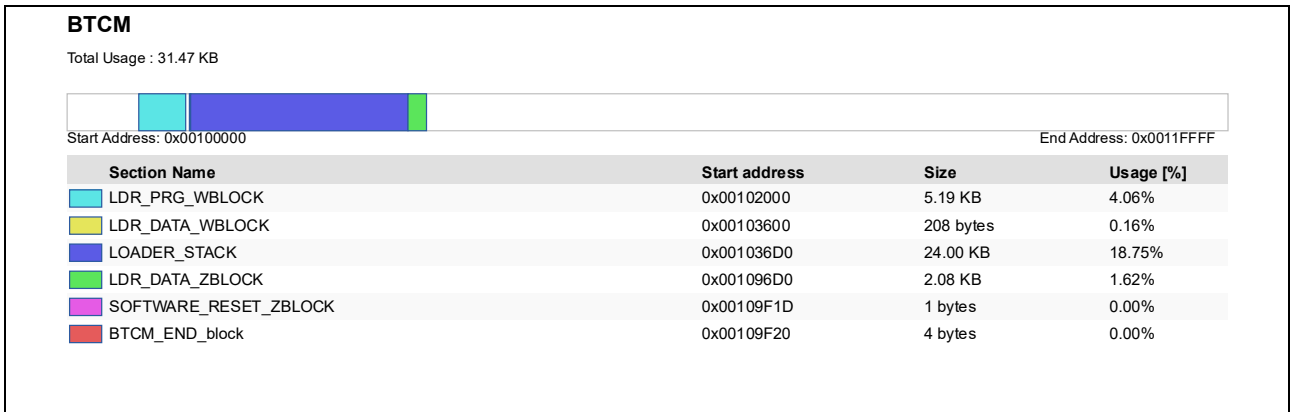 BTCM
Total Usage : 31.47 KB
Start Address: 0x00100000 End Address: 0x0011FFFF
Section Name Start address Size Usage [%]
LDR_PRG_WBLOCK 0x00102000 5.19 KB 4.06%
LDR_DATA_WBLOCK 0x00103600 208 bytes 0.16%
LOADER_STACK 0x001036D0 24.00 KB 18.75%
LDR_DATA_ZBLOCK 0x001096D0 2.08 KB 1.62%
SOFTWARE_RESET_ZBLOCK 0x00109F1D 1 bytes 0.00%
BTCM_END_block 0x00109F20 4 bytes 0.00%